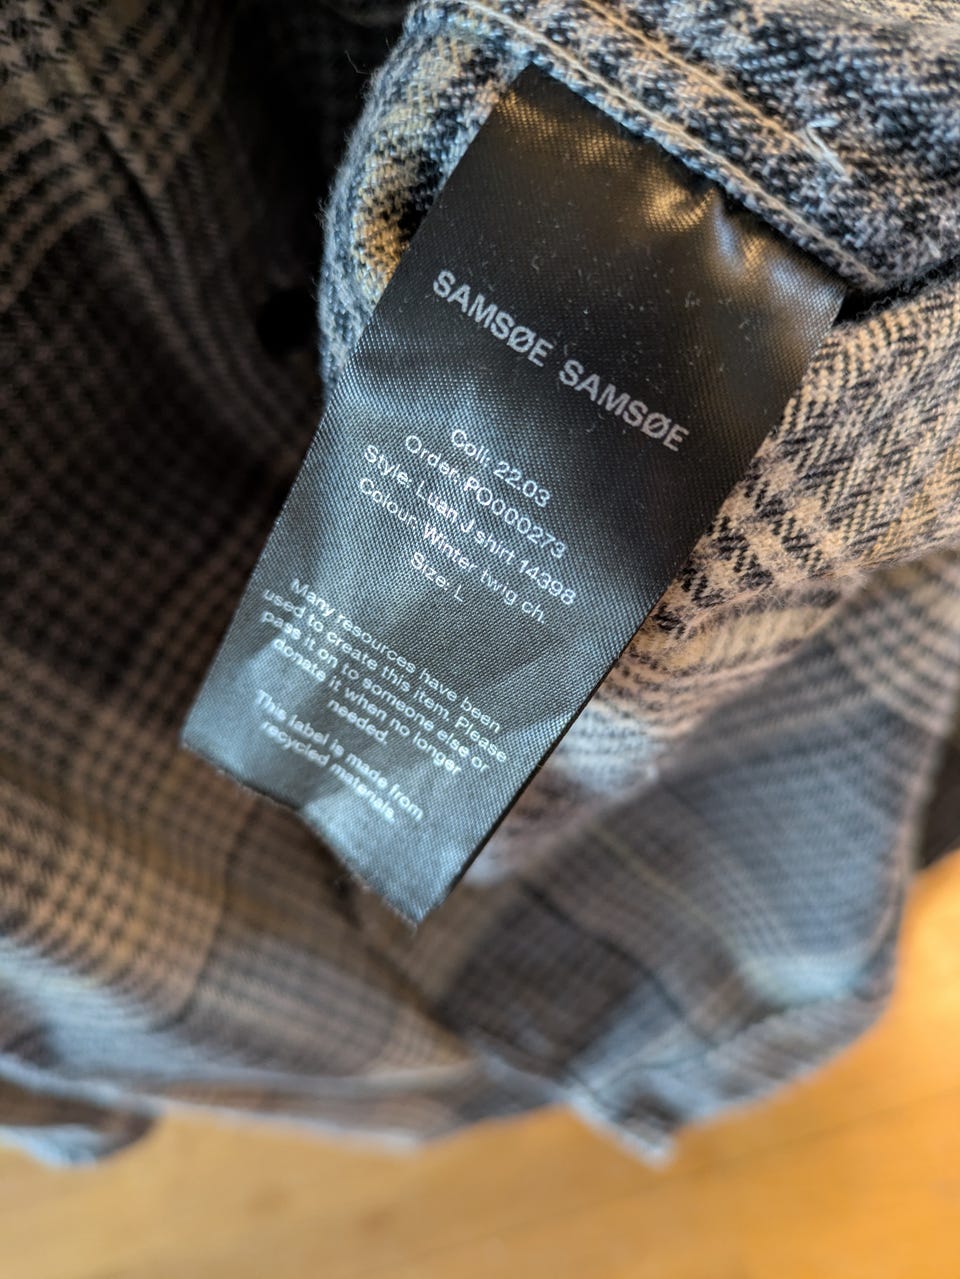 SAMSØE SAMSØE
Coll: 22.03
Order: PO000273
Style: Luan J shirt 14398
Colour: Winter twig ch.
Size: L
Many resources have been
used to create this item. Please
pass it on to someone else or
donate it when no longer
needed.
This label is made from
recycled materials.